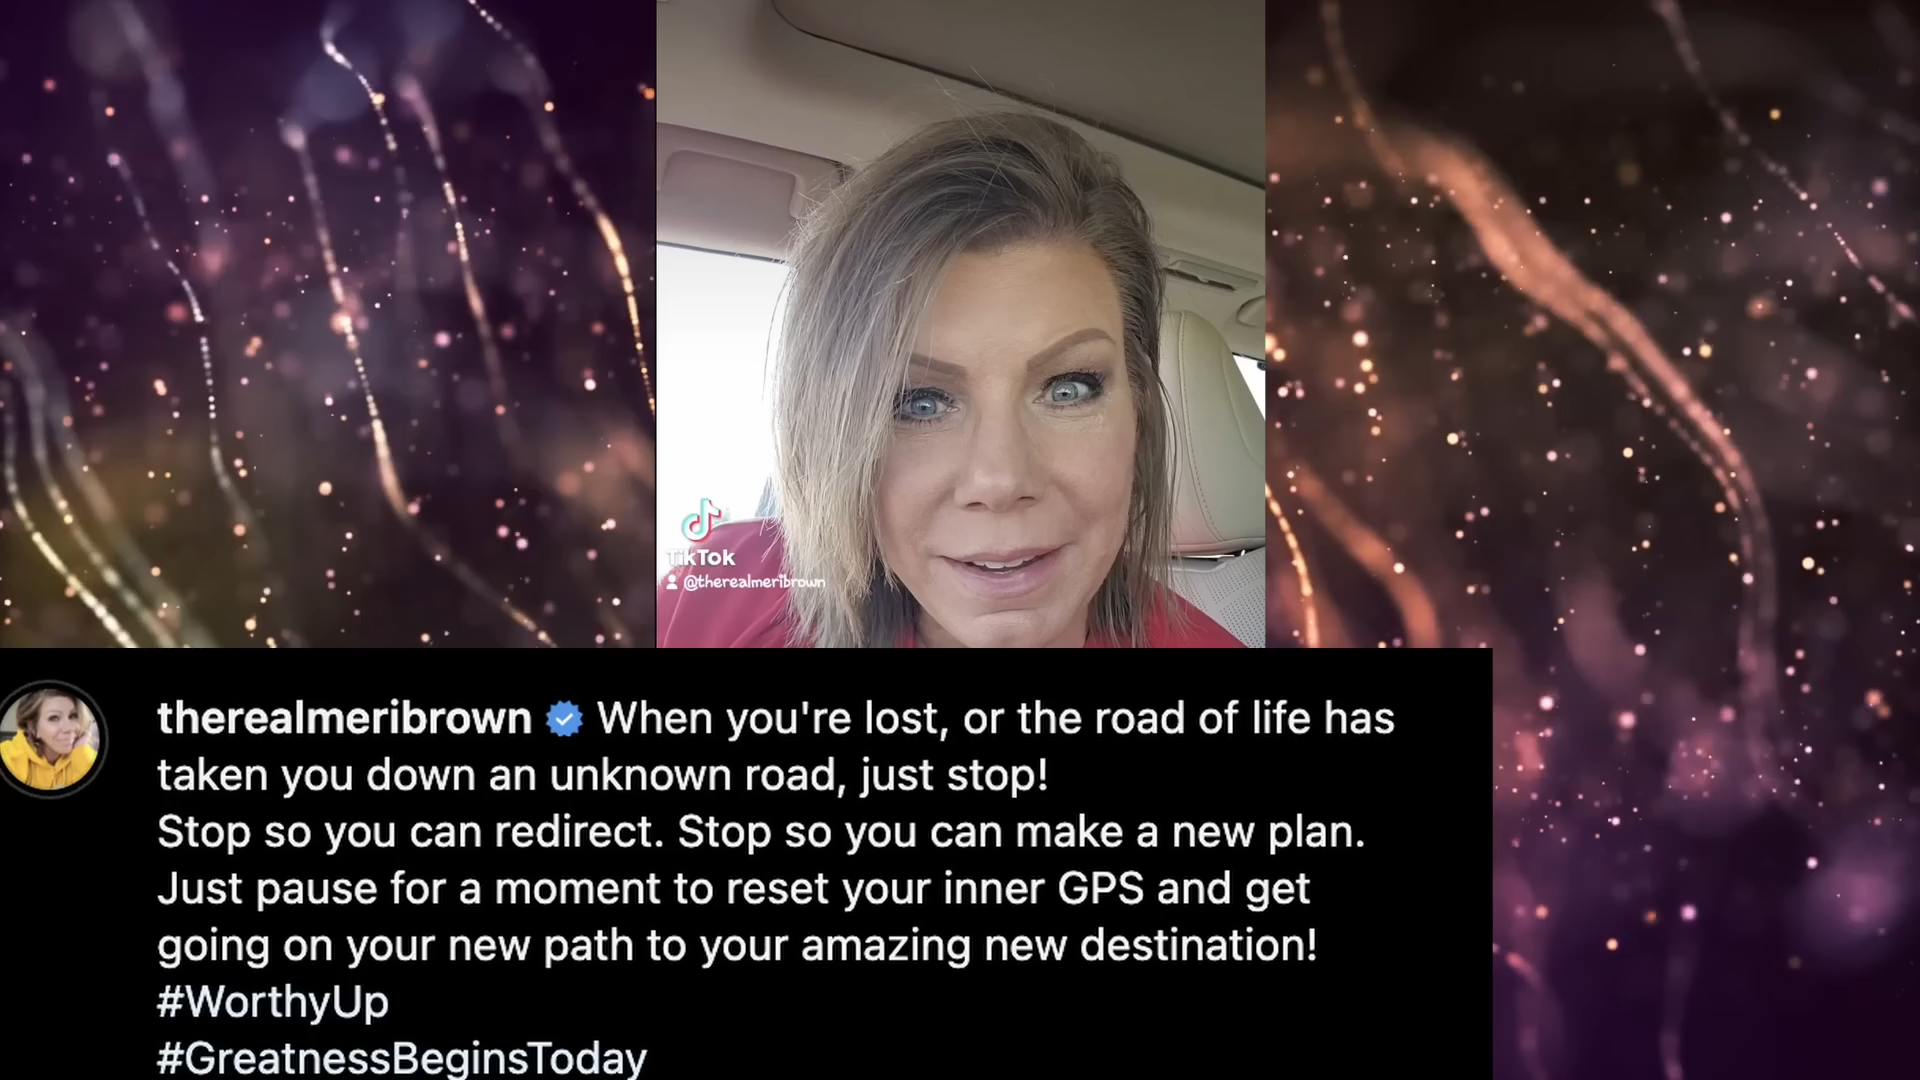 TikTok
@therealmeribrown
therealmeribrown When you're lost, or the road of life has
taken you down an unknown road, just stop!
Stop so you can redirect. Stop so you can make a new plan.
Just pause for a moment to reset your inner GPS and get
going on your new path to your amazing new destination!
#WorthyUp
#GreatnessBeginsToday